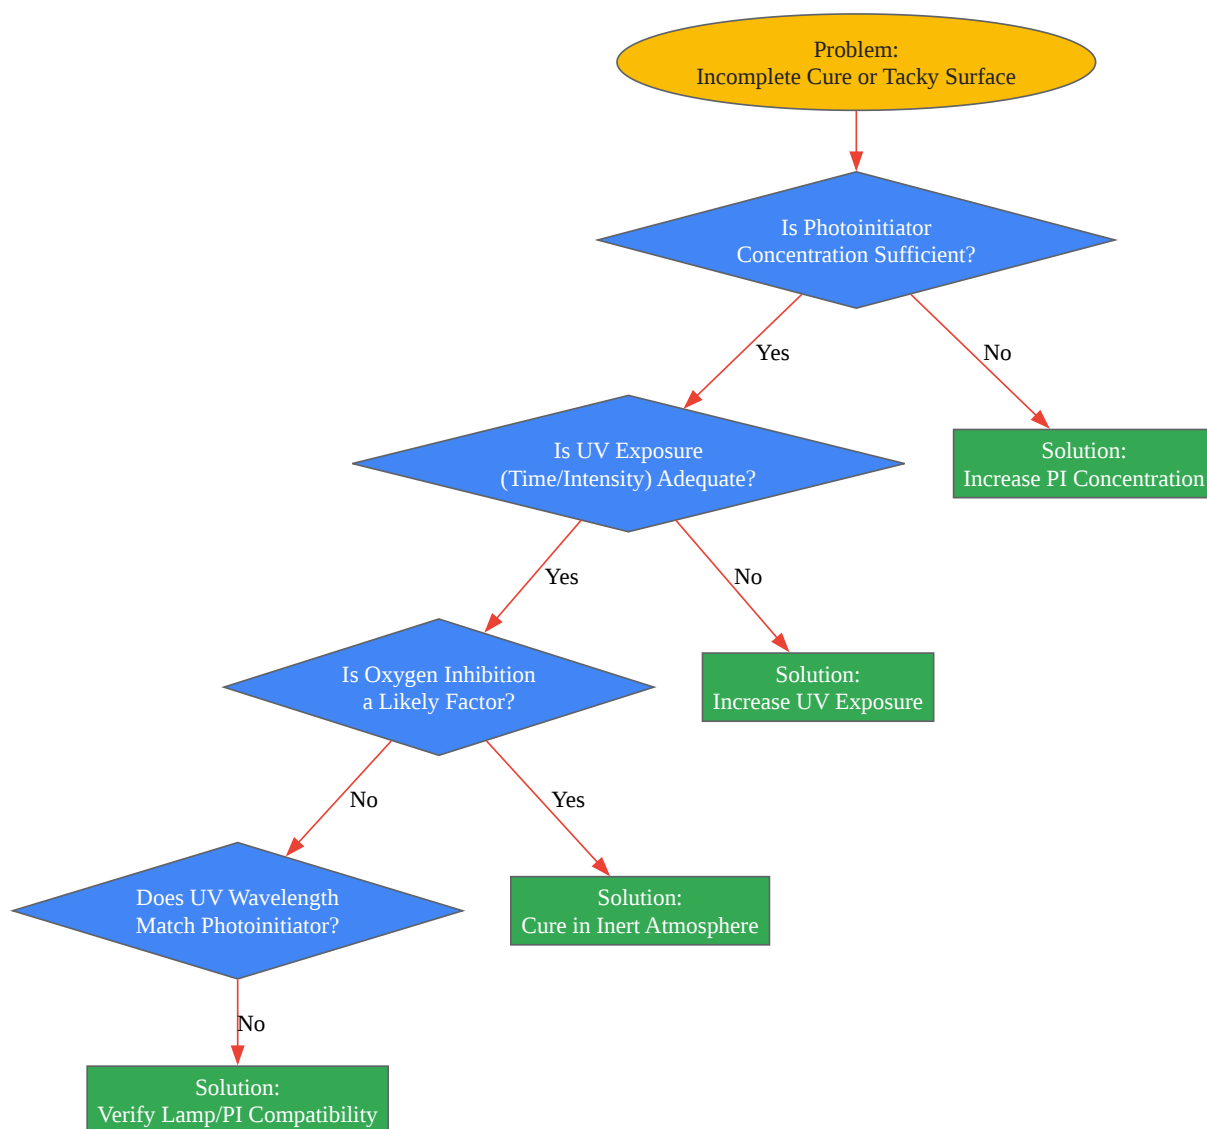 Problem:
Incomplete Cure or Tacky Surface
Is Photoinitiator
Concentration Sufficient?
Yes
No
Is UV Exposure
(Time/Intensity) Adequate?
Solution:
Increase PI Concentration
Yes
No
Is Oxygen Inhibition
a Likely Factor?
Solution:
Increase UV Exposure
No
Yes
Does UV Wavelength
Match Photoinitiator?
Solution:
Cure in Inert Atmosphere
No
Solution:
Verify Lamp/PI Compatibility